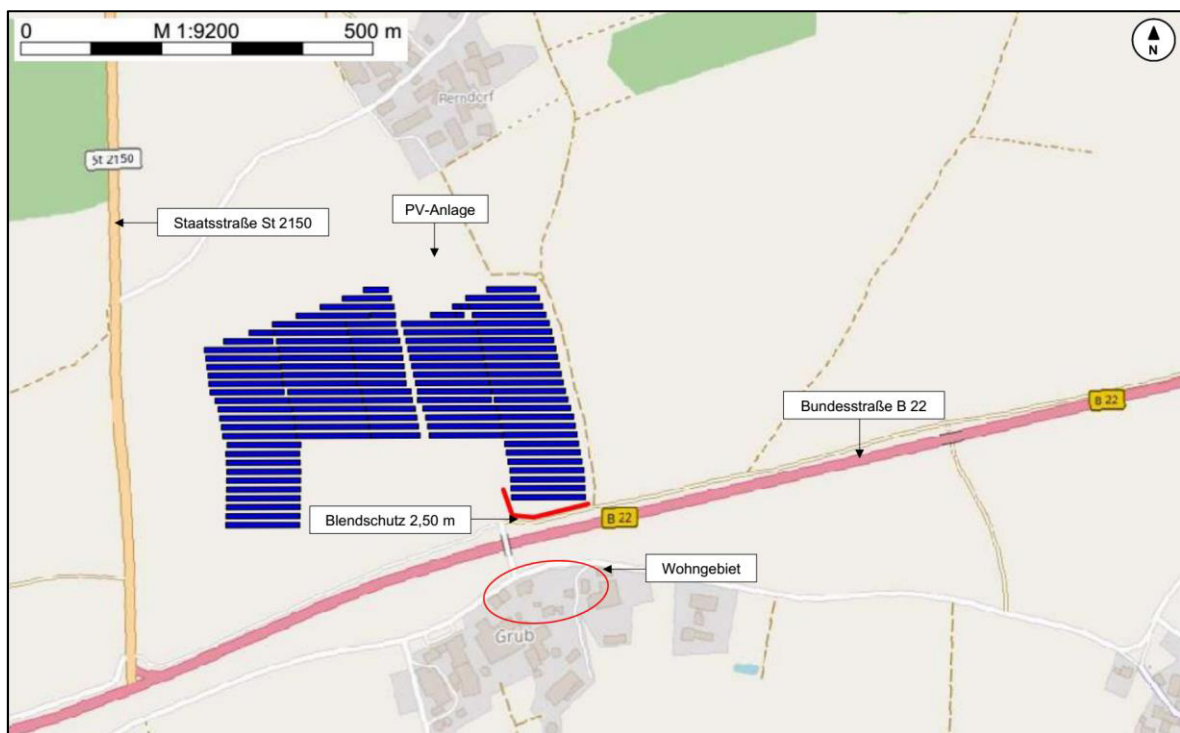 0 M 1:9200 500 m
N
Rerndorf
St 2150
PV-Anlage
Staatsstraße St 2150
Bundesstraße B 22
B 22
Blendschutz 2,50 m
B 22
Wohngebiet
Grub